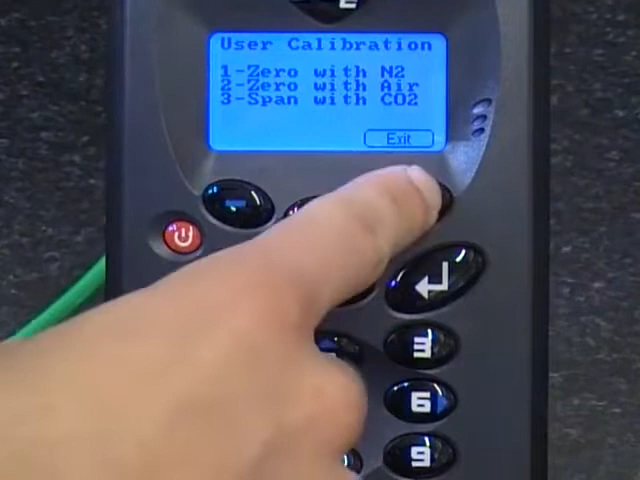 User Calibration
1-Zero with N2
2-Zero with Air
3-Span with CO2
Exit
3
6
9